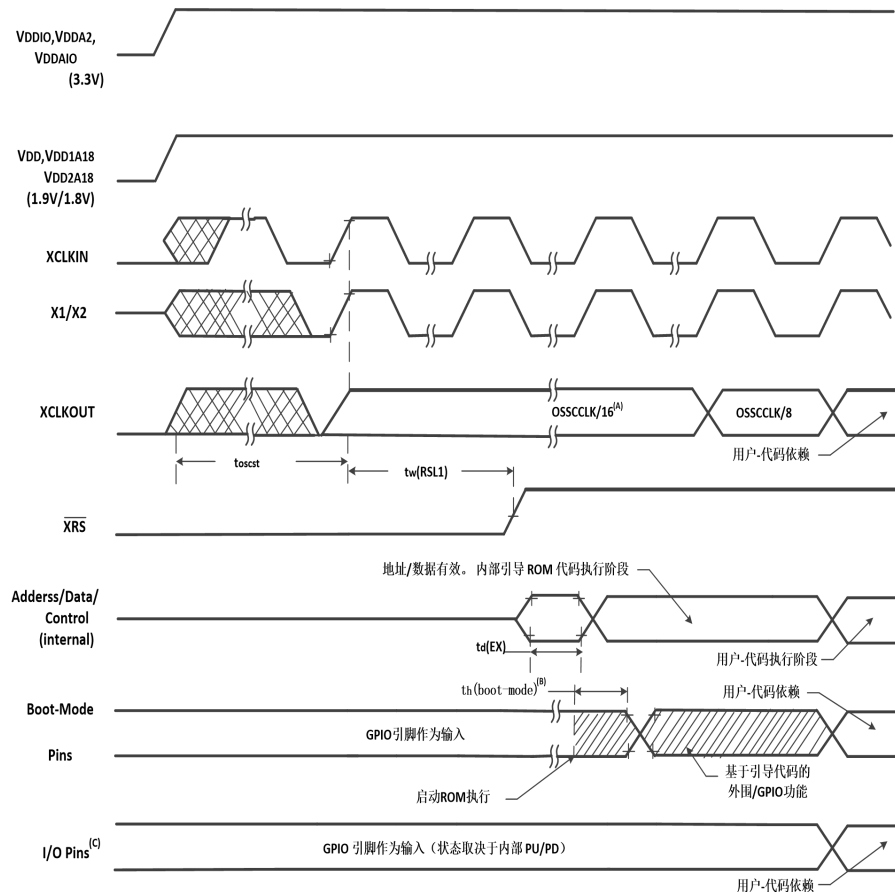 VDDIO,VDDA2,
VDDAIO
(3.3V)
VDD,VDD1A18
VDD2A18
(1.9V/1.8V)
XCLKIN
X1/X2
XCLKOUT
OSSCCLK/16(A)
OSSCCLK/8
用户-代码依赖
toscst
tw(RSL1)
XRS
地址/数据有效。内部引导 ROM 代码执行阶段
Adderss/Data/
Control
(internal)
td(EX)
用户-代码执行阶段
th(boot-mode)(B)
用户-代码依赖
Boot-Mode
GPIO引脚作为输入
Pins
基于引导代码的
外围/GPIO功能
启动ROM执行
I/O Pins(C)
GPIO 引脚作为输入（状态取决于内部 PU/PD）
用户-代码依赖